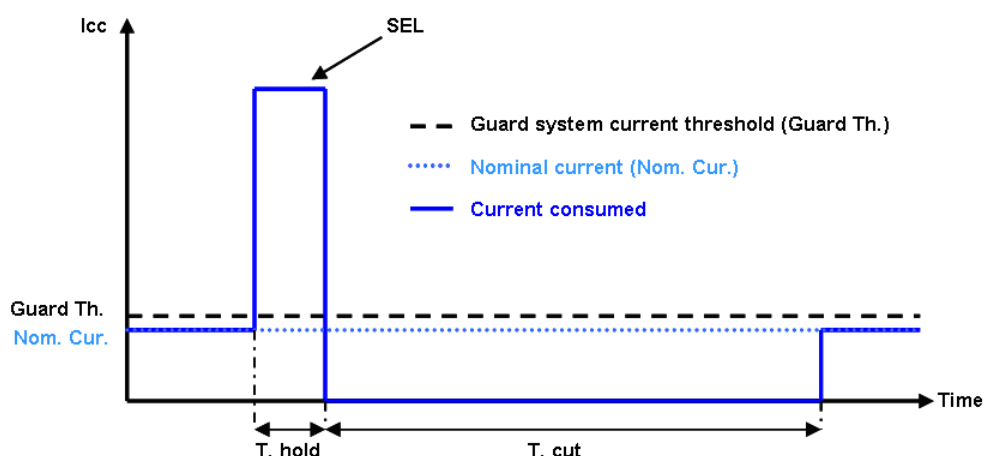 Icc
SEL
Guard system current threshold (Guard Th.)
Nominal current (Nom. Cur.)
Current consumed
Guard Th.
Nom. Cur.
Time
T. hold
T. cut